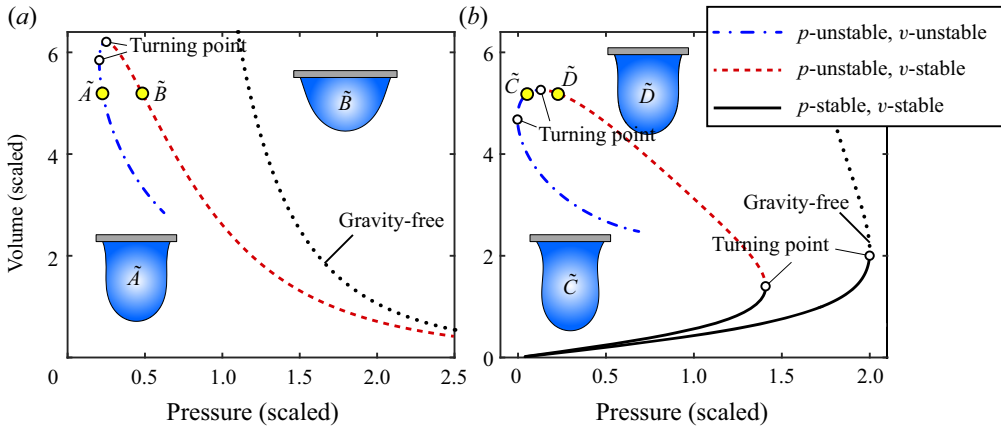 (a)
6
4
2
0
Volume (scaled)
Turning point
Ã
B̃
B̃
Gravity-free
Ã
0.5
1.0
1.5
2.0
2.5
Pressure (scaled)
(b)
6
4
2
0
C̃
D̃
D̃
Turning point
Gravity-free
Turning point
C̃
0
0.5
1.0
1.5
2.0
Pressure (scaled)
p-unstable, v-unstable
p-unstable, v-stable
p-stable, v-stable